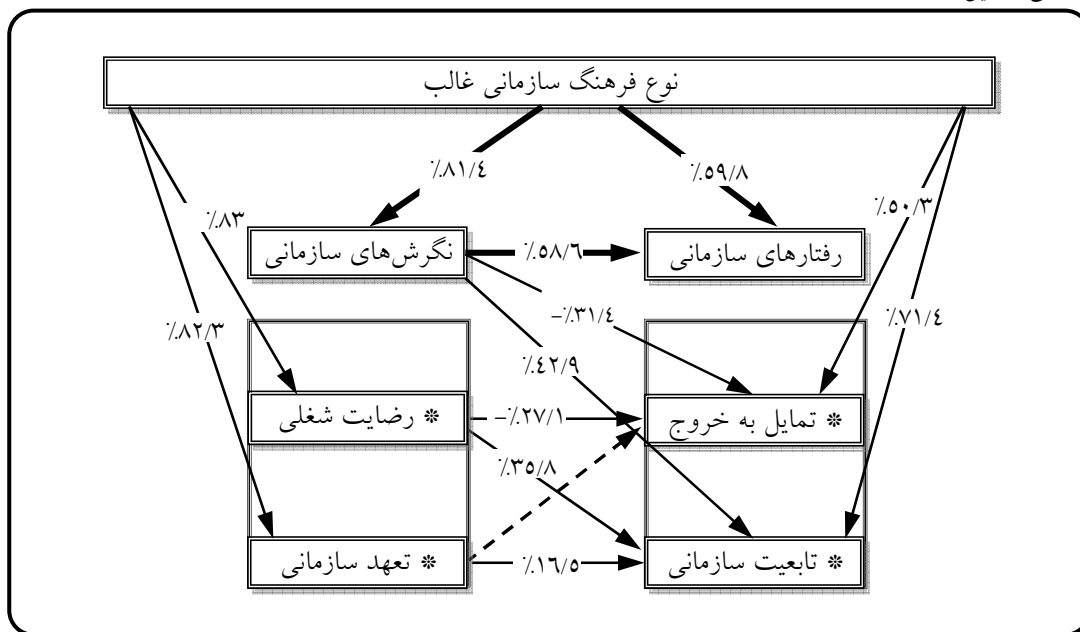 نوع فرهنگ سازمانی غالب
٪۸۱/٤
٪۵۹/۸
٪۸۳
٪۵۰/۳
نگرش‌های سازمانی
٪۵۸/٦
رفتارهای سازمانی
-٪۳۱/٤
٪۸۲/۳
٪۷۱/٤
٪٤۲/۹
* رضایت شغلی
-٪۲۷/۱
* تمایل به خروج
٪۳۵/۸
* تعهد سازمانی
٪۱٦/۵
* تابعیت سازمانی